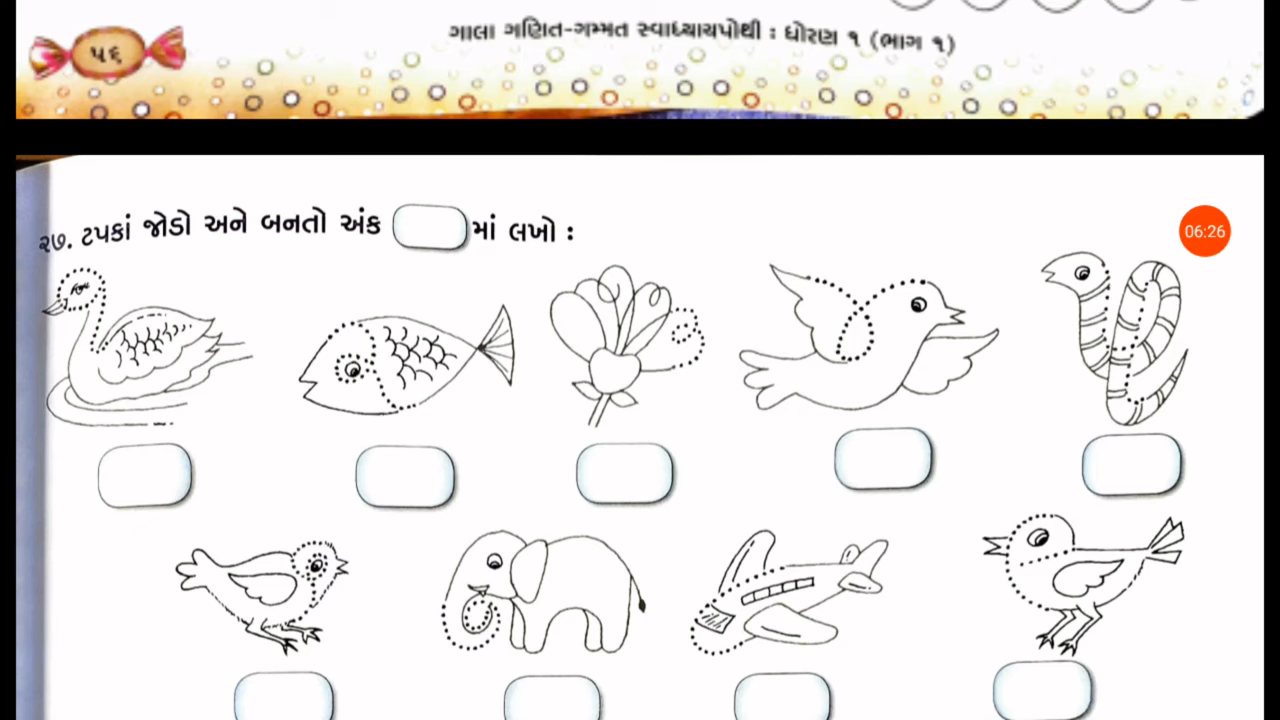 ગાલા ગણિત-ગમ્મત સ્વાધ્યાયપોથી : ધોરણ ૧ (ભાગ ૧)
૫૬
૨૭. ટપકાં જોડો અને બનતો અંક માં લખો :
06:26